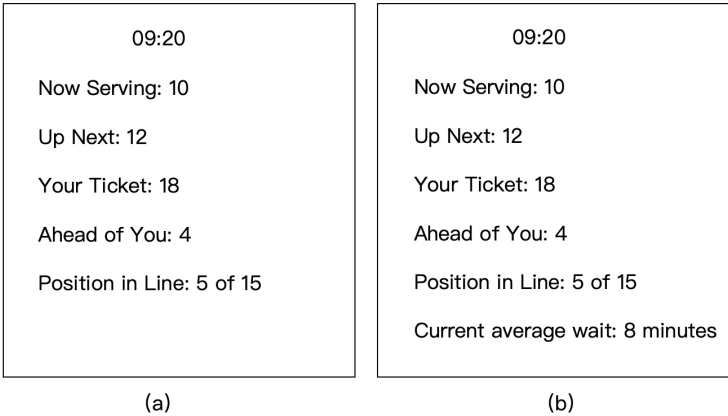 09:20
Now Serving: 10
Up Next: 12
Your Ticket: 18
Ahead of You: 4
Position in Line: 5 of 15
(a)
09:20
Now Serving: 10
Up Next: 12
Your Ticket: 18
Ahead of You: 4
Position in Line: 5 of 15
Current average wait: 8 minutes
(b)